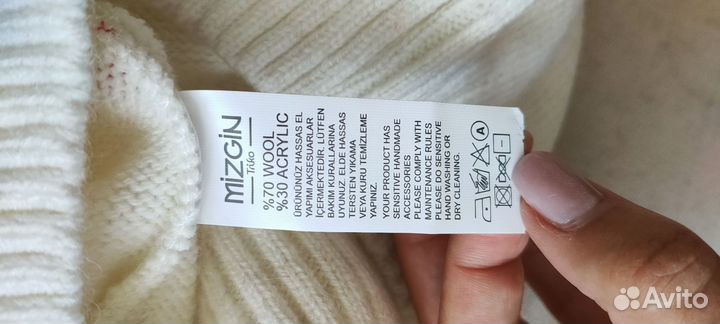 MİZGİN
Triko
%70 WOOL
%30 ACRYLIC
ÜRÜNÜNÜZ HASSAS EL
YAPIMI AKSESUARLAR
İÇERMEKTEDİR. LÜTFEN
BAKIM KURALLARINA
UYUNUZ. ELDE HASSAS
TERSTEN YIKAMA
VEYA KURU TEMİZLEME
YAPINIZ.
YOUR PRODUCT HAS
SENSITIVE HANDMADE
ACCESSORIES
PLEASE COMPLY WITH
MAINTENANCE RULES
PLEASE DO SENSITIVE
HAND WASHING OR
DRY CLEANING.
A
Avito